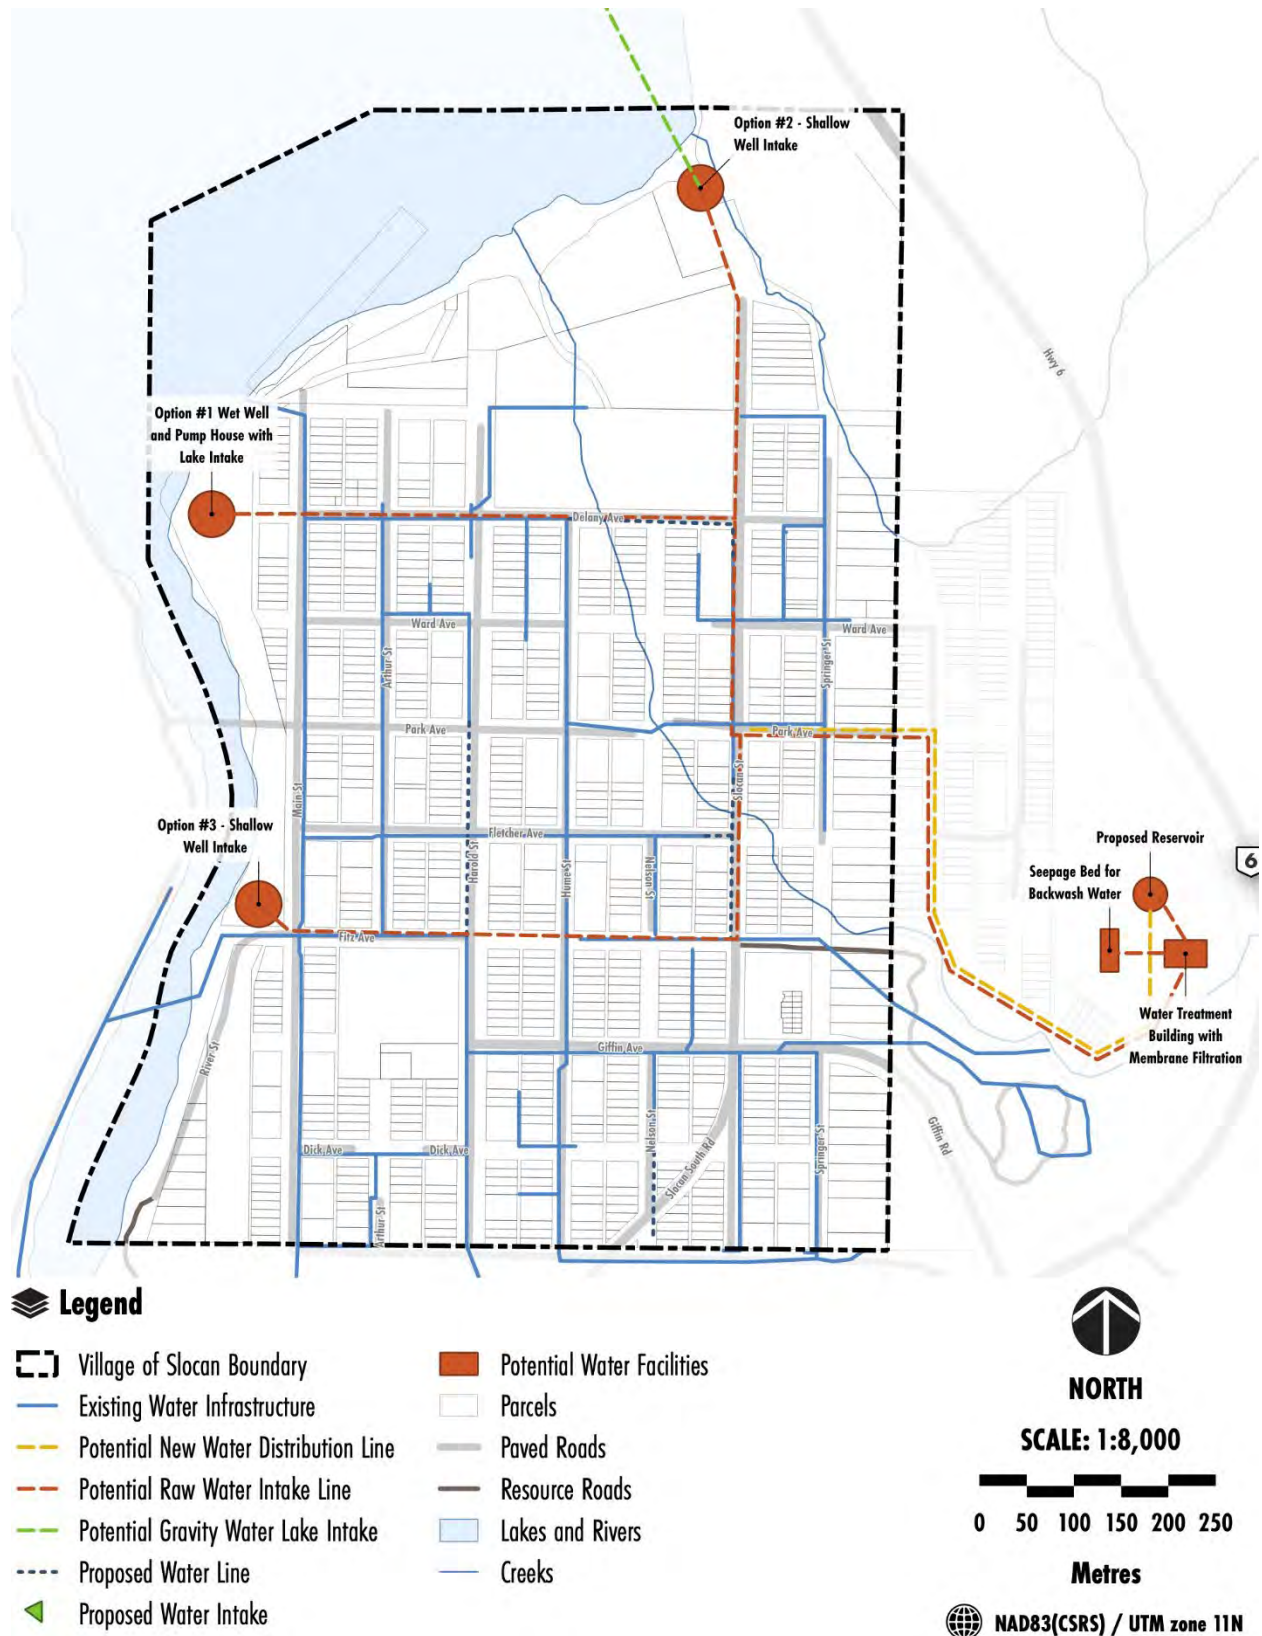 Option #2 - Shallow
Well Intake
Hwy 6
Option #1 Wet Well
and Pump House with
Lake Intake
Delany Ave
Ward Ave
Ward Ave
Arthur St
Springer St
Park Ave
Park Ave
Main St
Slocan St
Option #3 - Shallow
Well Intake
Fletcher Ave
Harold St
Hume St
Nelson St
Proposed Reservoir
6
Seepage Bed for
Backwash Water
Fitz Ave
Water Treatment
Building with
Membrane Filtration
River St
Giffin Ave
Giffin Rd
Dick Ave
Dick Ave
Nelson St
Slocan South Rd
Springer St
Arthur St
Legend
Village of Slocan Boundary
Existing Water Infrastructure
Potential New Water Distribution Line
Potential Raw Water Intake Line
Potential Gravity Water Lake Intake
Proposed Water Line
Proposed Water Intake
Potential Water Facilities
Parcels
Paved Roads
Resource Roads
Lakes and Rivers
Creeks
NORTH
SCALE: 1:8,000
0 50 100 150 200 250
Metres
NAD83(CSRS) / UTM zone 11N